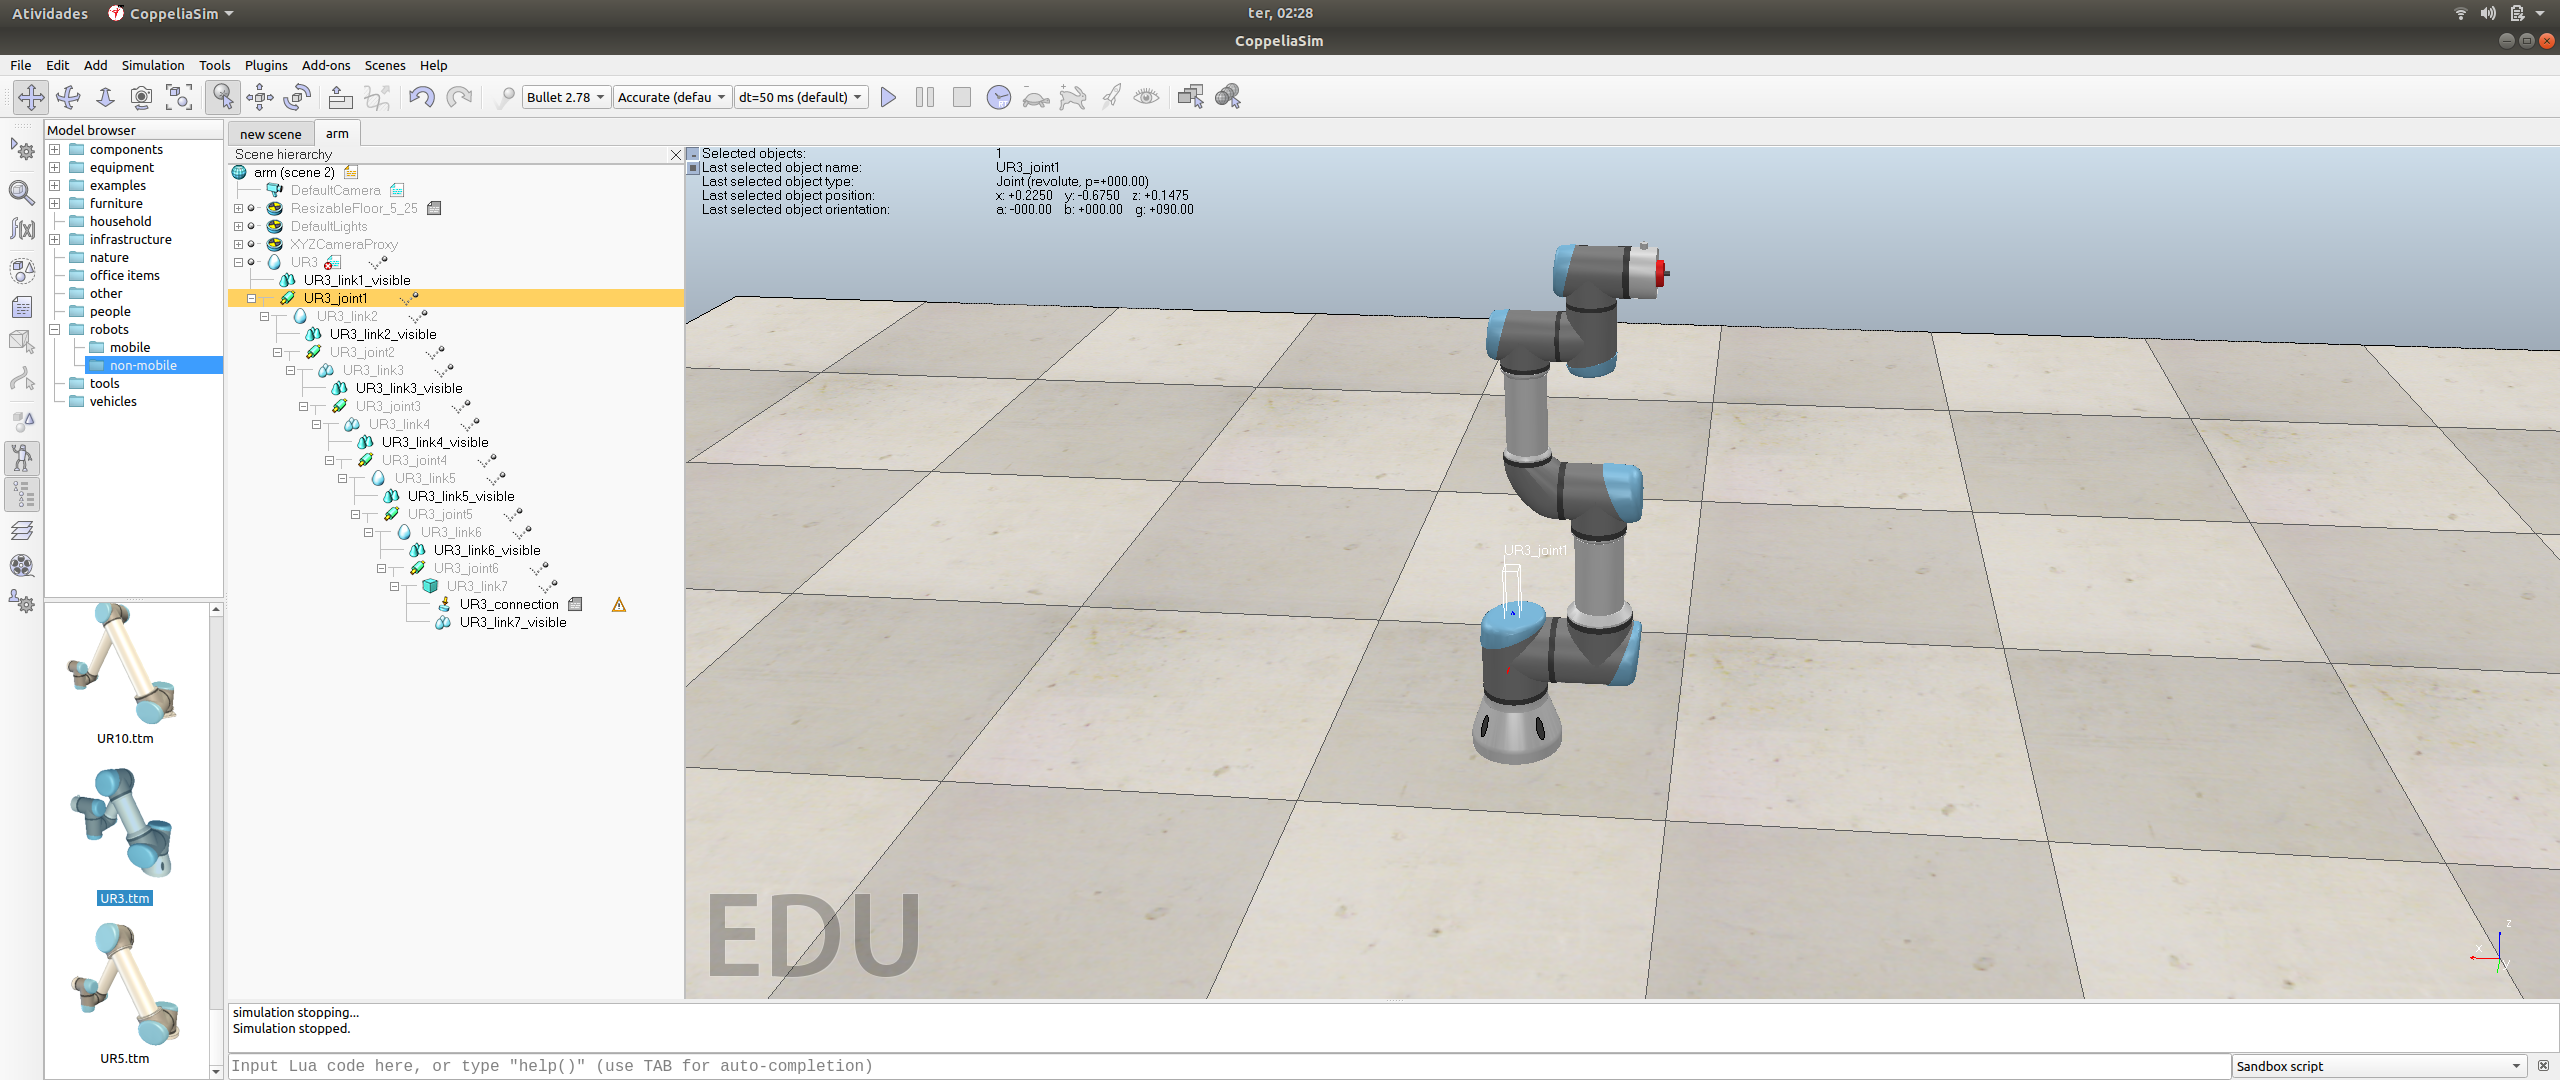 Atividades CoppeliaSim ter, 02:28
CoppeliaSim
File Edit Add Simulation Tools Plugins Add-ons Scenes Help
Bullet 2.78 Accurate (defau dt=50 ms (default) RT
Model browser
components
equipment
examples
furniture
household
infrastructure
nature
office items
other
people
robots
mobile
non-mobile
tools
vehicles
UR10.ttm
UR3.ttm
UR5.ttm
new scene arm
Scene hierarchy
arm (scene 2)
DefaultCamera
ResizableFloor_5_25
DefaultLights
XYZCameraProxy
UR3
UR3_link1_visible
UR3_joint1
UR3_link2
UR3_link2_visible
UR3_joint2
UR3_link3
UR3_link3_visible
UR3_joint3
UR3_link4
UR3_link4_visible
UR3_joint4
UR3_link5
UR3_link5_visible
UR3_joint5
UR3_link6
UR3_link6_visible
UR3_joint6
UR3_link7
UR3_connection
UR3_link7_visible
Selected objects: 1
Last selected object name: UR3_joint1
Last selected object type: Joint (revolute, p=+000.00)
Last selected object position: x: +0.2250 y: -0.6750 z: +0.1475
Last selected object orientation: a: -000.00 b: +000.00 g: +090.00
UR3_joint1
EDU
z
x
y
simulation stopping...
Simulation stopped.
Input Lua code here, or type "help()" (use TAB for auto-completion) Sandbox script